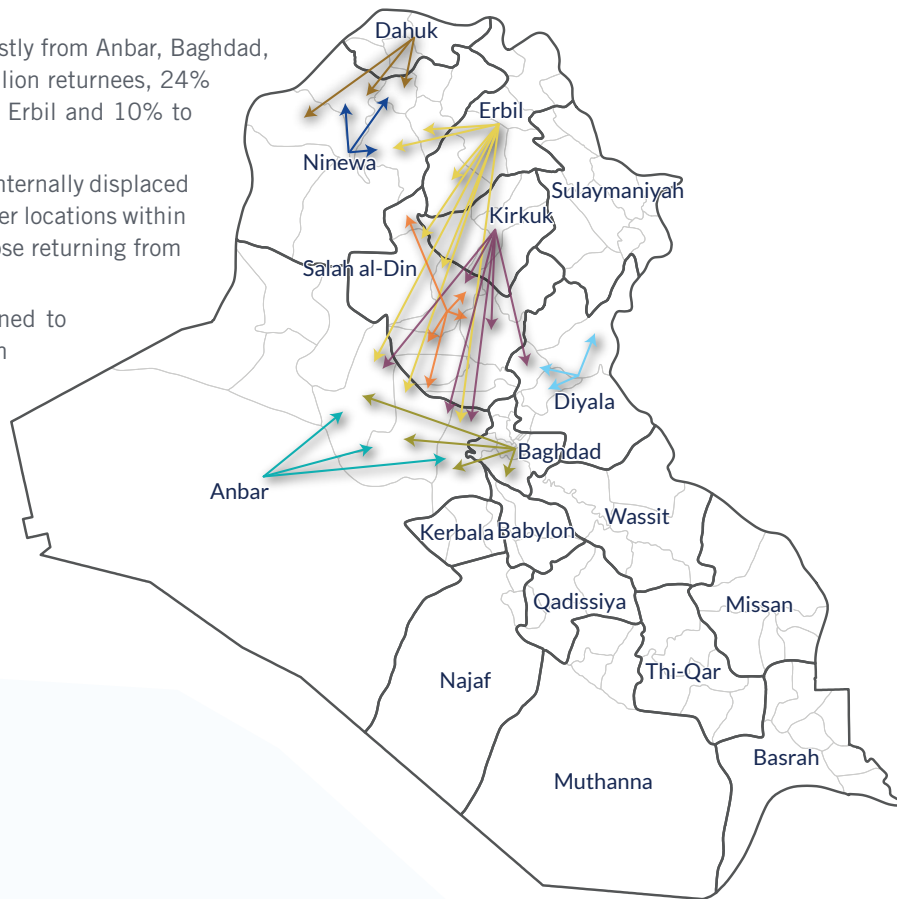 stly from Anbar, Baghdad,
llion returnees, 24%
Erbil and 10% to
nternally displaced
er locations within
ose returning from
ned to
Dahuk
Erbil
Ninewa
Sulaymaniyah
Kirkuk
Salah al-Din
Diyala
Baghdad
Anbar
Wassit
Kerbala
Babylon
Qadissiya
Missan
Thi-Qar
Najaf
Basrah
Muthanna